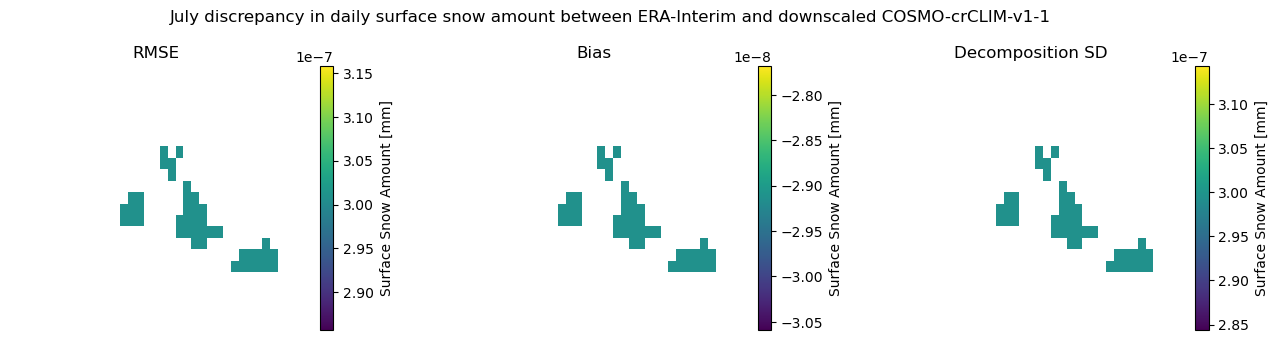 July discrepancy in daily surface snow amount between ERA-Interim and downscaled COSMO-crCLIM-v1-1
RMSE
1e−7
3.15
3.10
3.05
3.00
2.95
2.90
Surface Snow Amount [mm]
Bias
1e−8
−2.80
−2.85
−2.90
−2.95
−3.00
−3.05
Surface Snow Amount [mm]
Decomposition SD
1e−7
3.10
3.05
3.00
2.95
2.90
2.85
Surface Snow Amount [mm]